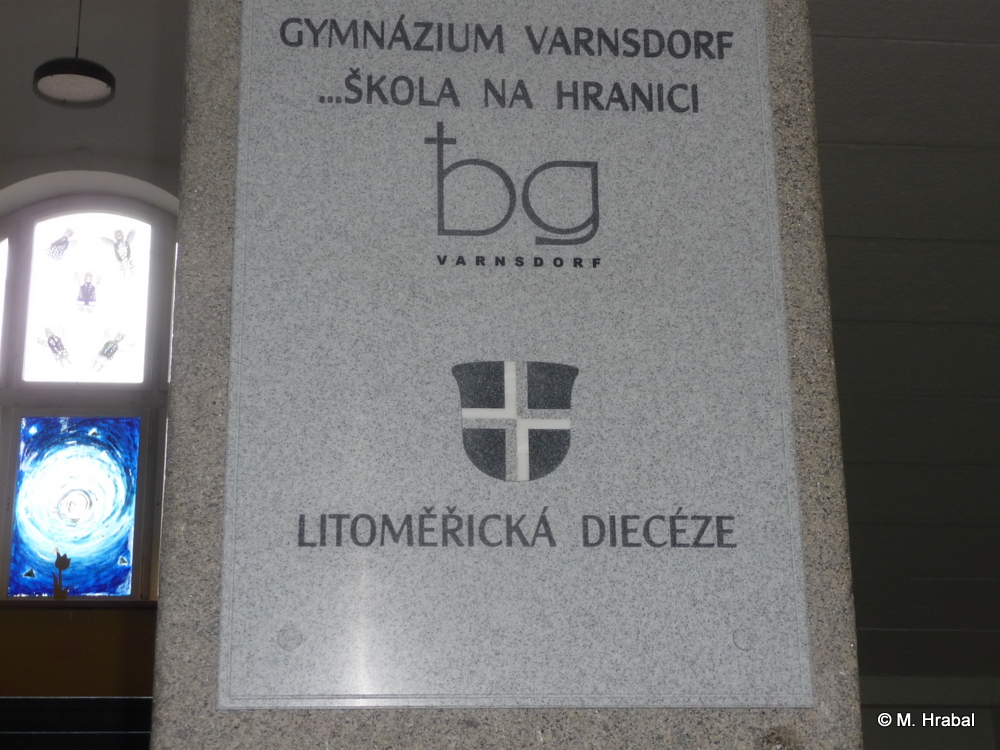 GYMNÁZIUM VARNSDORF
...ŠKOLA NA HRANICI
bg
VARNSDORF
LITOMĚŘICKÁ DIECÉZE
© M. Hrabal